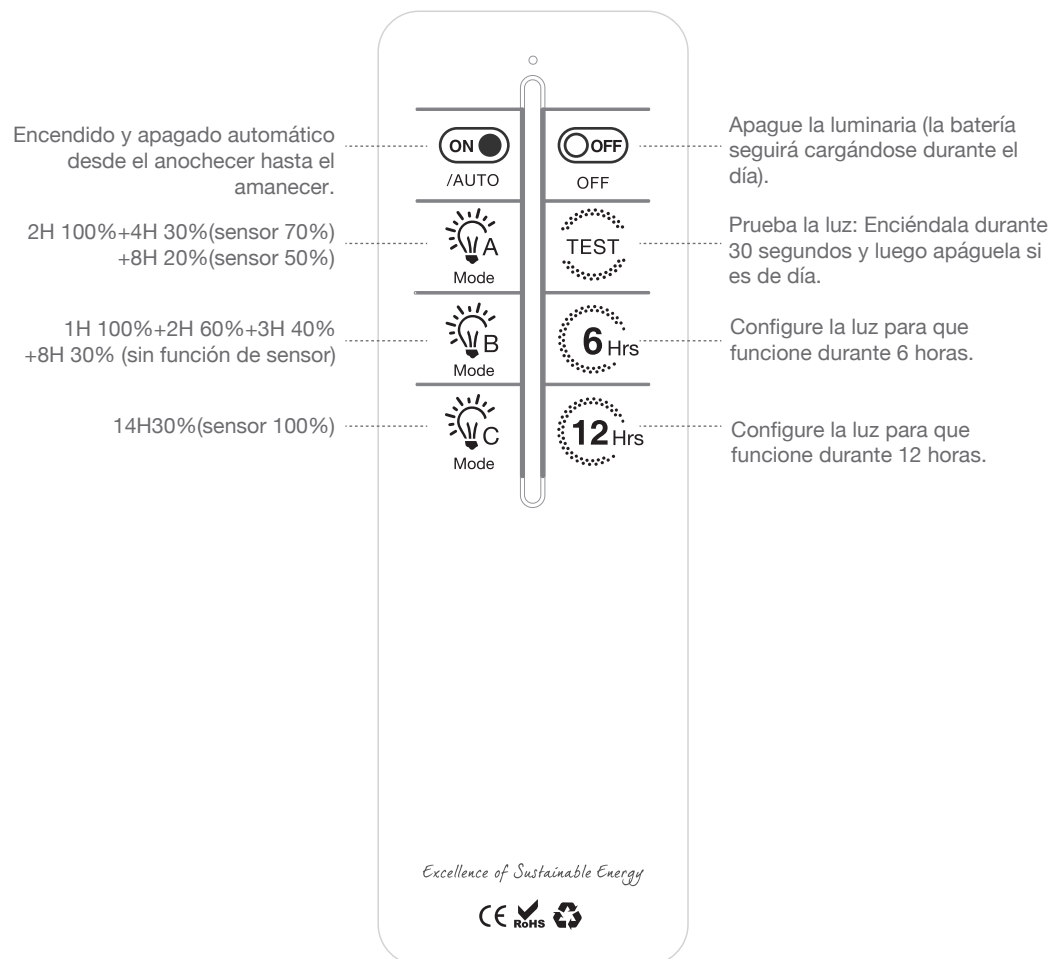 Encendido y apagado automático
desde el anochecer hasta el
amanecer.
ON
/AUTO
OFF
OFF
Apague la luminaria (la batería
seguirá cargándose durante el
día).
2H 100%+4H 30%(sensor 70%)
+8H 20%(sensor 50%)
A
Mode
TEST
Prueba la luz: Enciéndala durante
30 segundos y luego apáguela si
es de día.
1H 100%+2H 60%+3H 40%
+8H 30% (sin función de sensor)
B
Mode
6 Hrs
Configure la luz para que
funcione durante 6 horas.
14H30%(sensor 100%)
C
Mode
12 Hrs
Configure la luz para que
funcione durante 12 horas.
Excellence of Sustainable Energy
CE RoHS